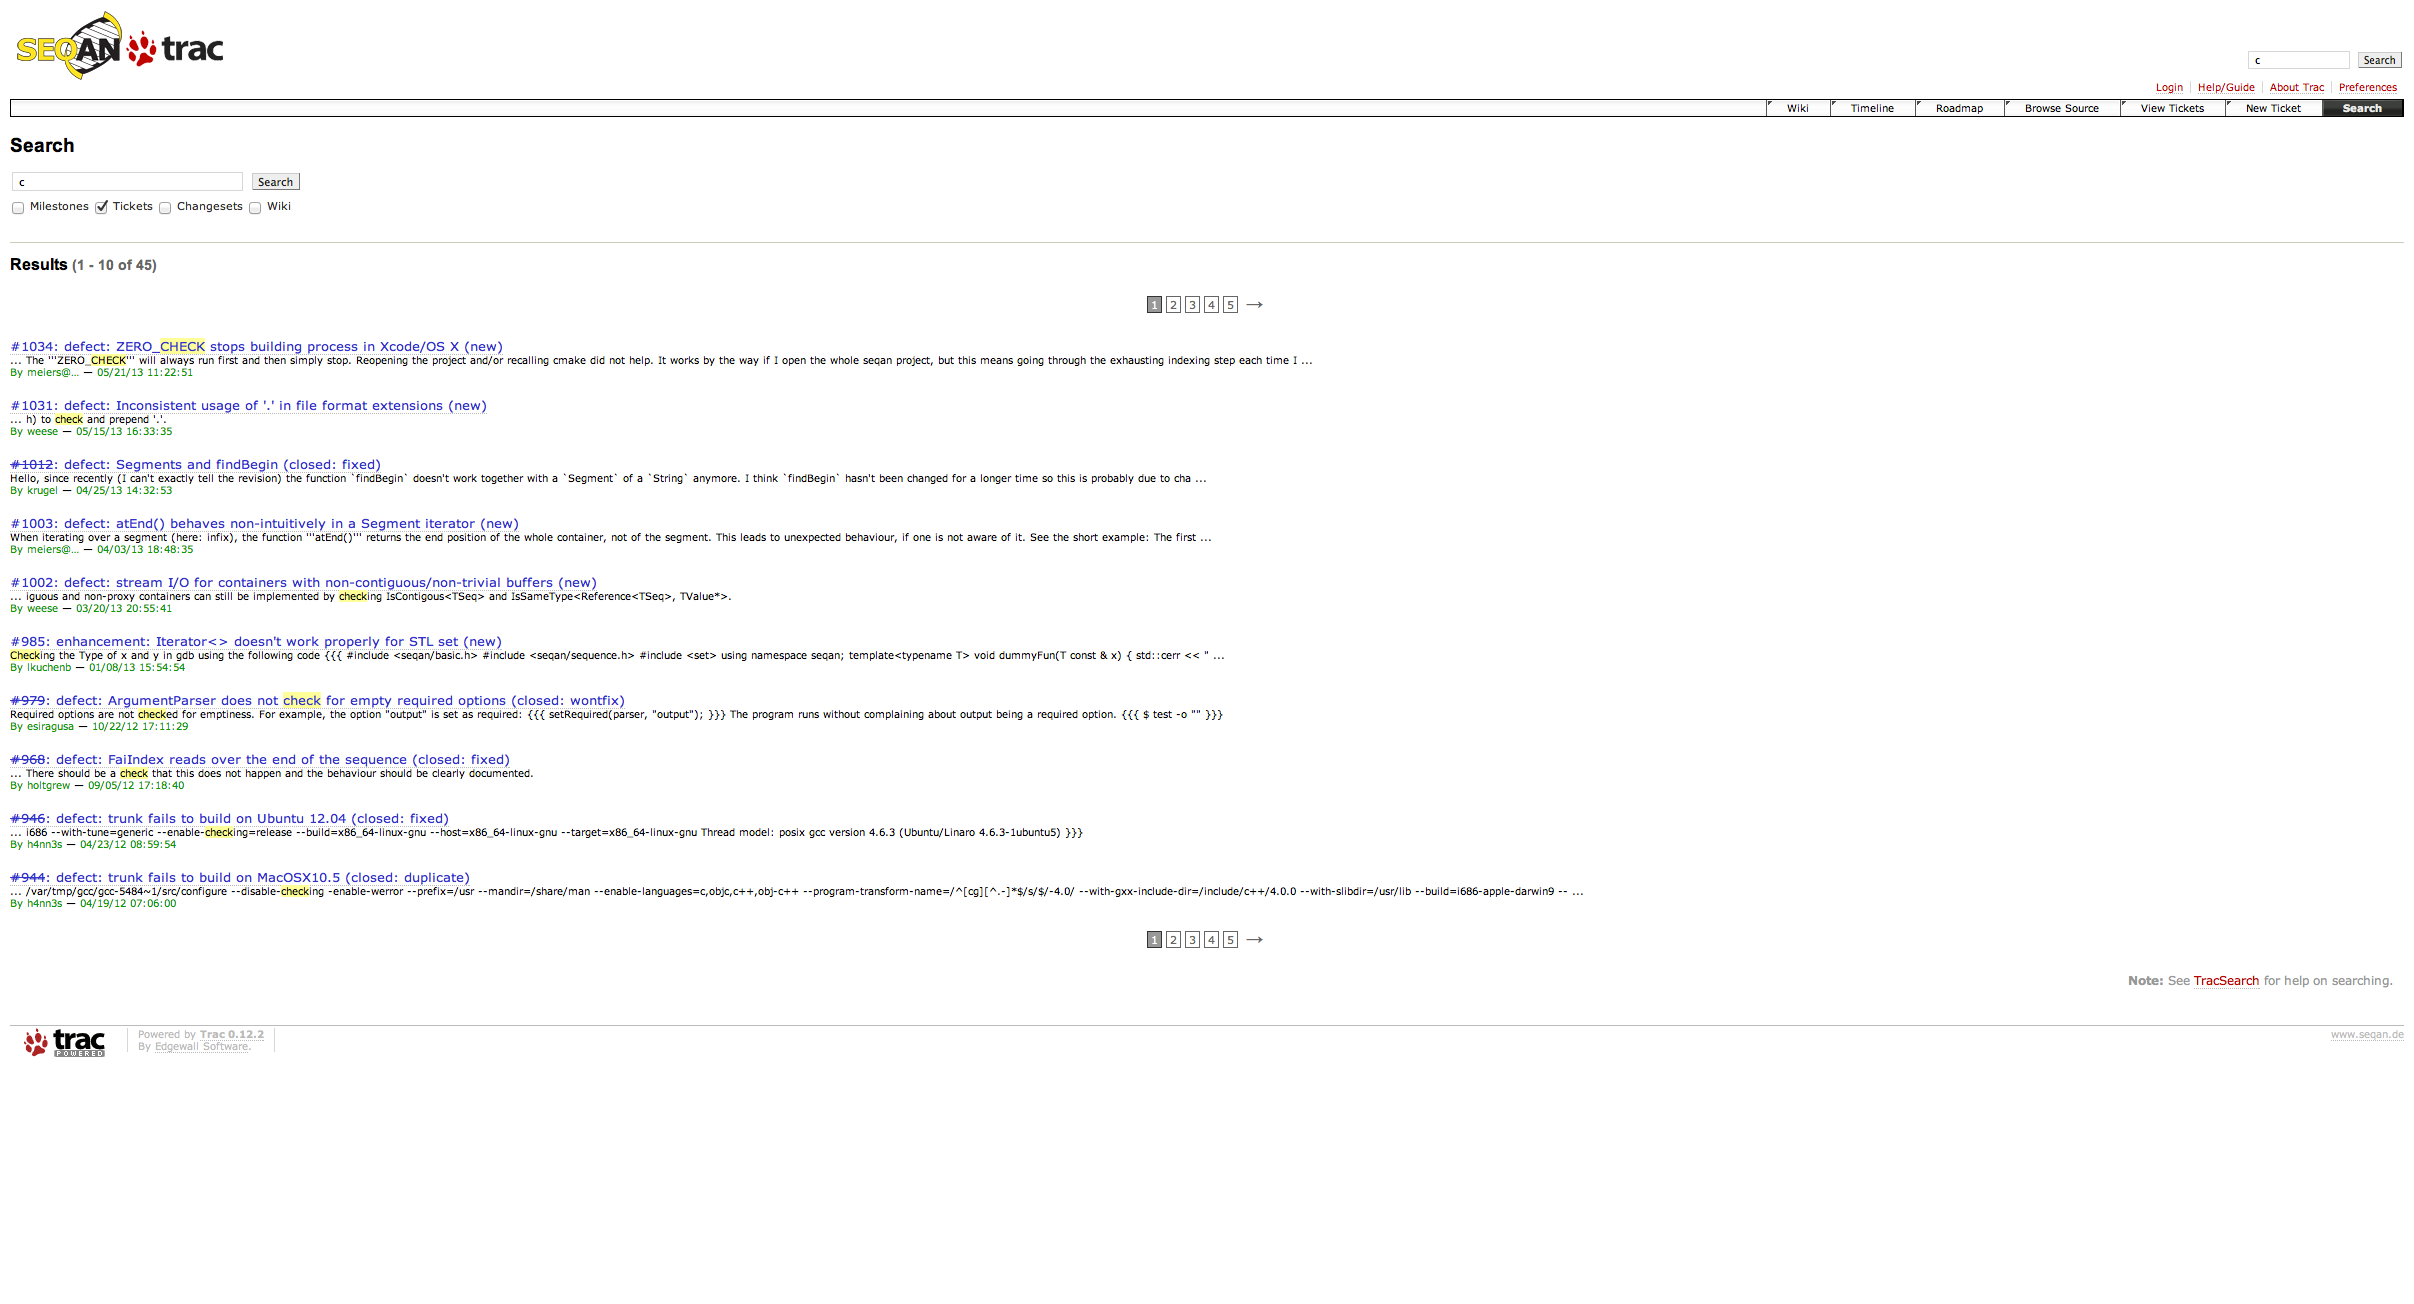 SEQAN trac
c Search
Login Help/Guide About Trac Preferences
Wiki Timeline Roadmap Browse Source View Tickets New Ticket Search
Search
c Search
Milestones Tickets Changesets Wiki
Results (1 - 10 of 45)
1 2 3 4 5 →
#1034: defect: ZERO_CHECK stops building process in Xcode/OS X (new)
... The '''ZERO_CHECK''' will always run first and then simply stop. Reopening the project and/or recalling cmake did not help. It works by the way if I open the whole seqan project, but this means going through the exhausting indexing step each time I ...
By meiers@… — 05/21/13 11:22:51
#1031: defect: Inconsistent usage of '.' in file format extensions (new)
... h) to check and prepend '.'.
By weese — 05/15/13 16:33:35
#1012: defect: Segments and findBegin (closed: fixed)
Hello, since recently (I can't exactly tell the revision) the function `findBegin` doesn't work together with a `Segment` of a `String` anymore. I think `findBegin` hasn't been changed for a longer time so this is probably due to cha ...
By krugel — 04/25/13 14:32:53
#1003: defect: atEnd() behaves non-intuitively in a Segment iterator (new)
When iterating over a segment (here: infix), the function '''atEnd()''' returns the end position of the whole container, not of the segment. This leads to unexpected behaviour, if one is not aware of it. See the short example: The first ...
By meiers@… — 04/03/13 18:48:35
#1002: defect: stream I/O for containers with non-contiguous/non-trivial buffers (new)
... iguous and non-proxy containers can still be implemented by checking IsContigous<TSeq> and IsSameType<Reference<TSeq>, TValue*>.
By weese — 03/20/13 20:55:41
#985: enhancement: Iterator<> doesn't work properly for STL set (new)
Checking the Type of x and y in gdb using the following code {{{ #include <seqan/basic.h> #include <seqan/sequence.h> #include <set> using namespace seqan; template<typename T> void dummyFun(T const & x) { std::cerr << " ...
By lkuchenb — 01/08/13 15:54:54
#979: defect: ArgumentParser does not check for empty required options (closed: wontfix)
Required options are not checked for emptiness. For example, the option "output" is set as required: {{{ setRequired(parser, "output"); }}} The program runs without complaining about output being a required option. {{{ $ test -o "" }}}
By esiragusa — 10/22/12 17:11:29
#968: defect: FaiIndex reads over the end of the sequence (closed: fixed)
... There should be a check that this does not happen and the behaviour should be clearly documented.
By holtgrew — 09/05/12 17:18:40
#946: defect: trunk fails to build on Ubuntu 12.04 (closed: fixed)
... i686 --with-tune=generic --enable-checking=release --build=x86_64-linux-gnu --host=x86_64-linux-gnu --target=x86_64-linux-gnu Thread model: posix gcc version 4.6.3 (Ubuntu/Linaro 4.6.3-1ubuntu5) }}}
By h4nn3s — 04/23/12 08:59:54
#944: defect: trunk fails to build on MacOSX10.5 (closed: duplicate)
... /var/tmp/gcc/gcc-5484~1/src/configure --disable-checking -enable-werror --prefix=/usr --mandir=/share/man --enable-languages=c,objc,c++,obj-c++ --program-transform-name=/^[cg][^.-]*$/s/$/-4.0/ --with-gxx-include-dir=/include/c++/4.0.0 --with-slibdir=/usr/lib --build=i686-apple-darwin9 -- ...
By h4nn3s — 04/19/12 07:06:00
1 2 3 4 5 →
Note: See TracSearch for help on searching.
trac POWERED
Powered by Trac 0.12.2
By Edgewall Software.
www.seqan.de